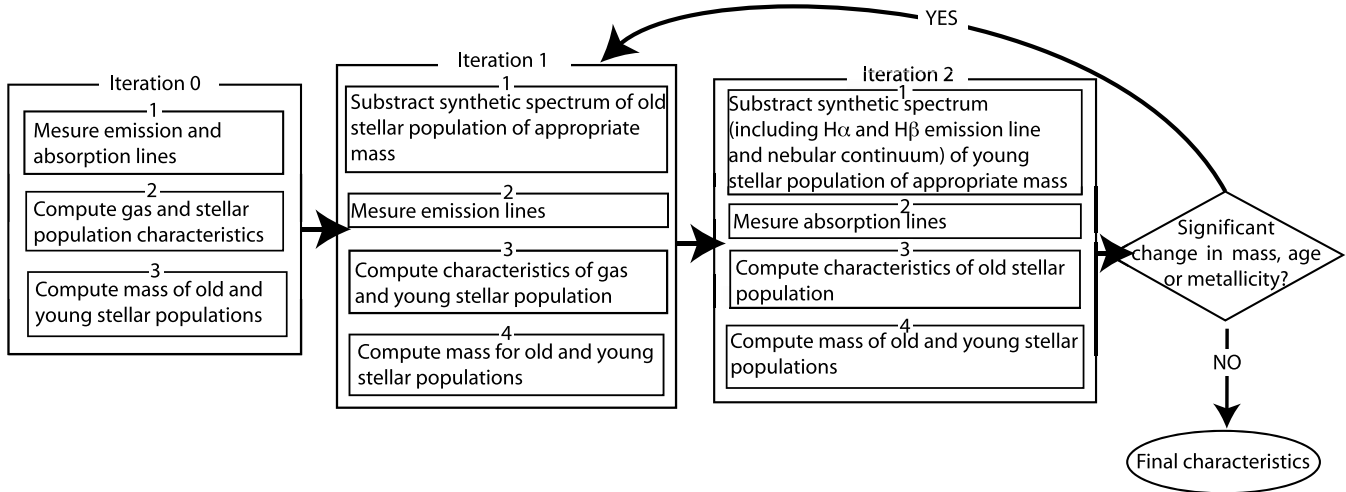 Iteration 0
1
Mesure emission and
absorption lines
2
Compute gas and stellar
population characteristics
3
Compute mass of old and
young stellar populations
Iteration 1
1
Substract synthetic spectrum of old
stellar population of appropriate
mass
2
Mesure emission lines
3
Compute characteristics of gas
and young stellar population
4
Compute mass for old and young
stellar populations
Iteration 2
1
Substract synthetic spectrum
(including Hα and Hβ emission line
and nebular continuum) of young
stellar population of appropriate mass
2
Mesure absorption lines
3
Compute characteristics of old stellar
population
4
Compute mass of old and young stellar
populations
YES
Significant
change in mass, age
or metallicity?
NO
Final characteristics